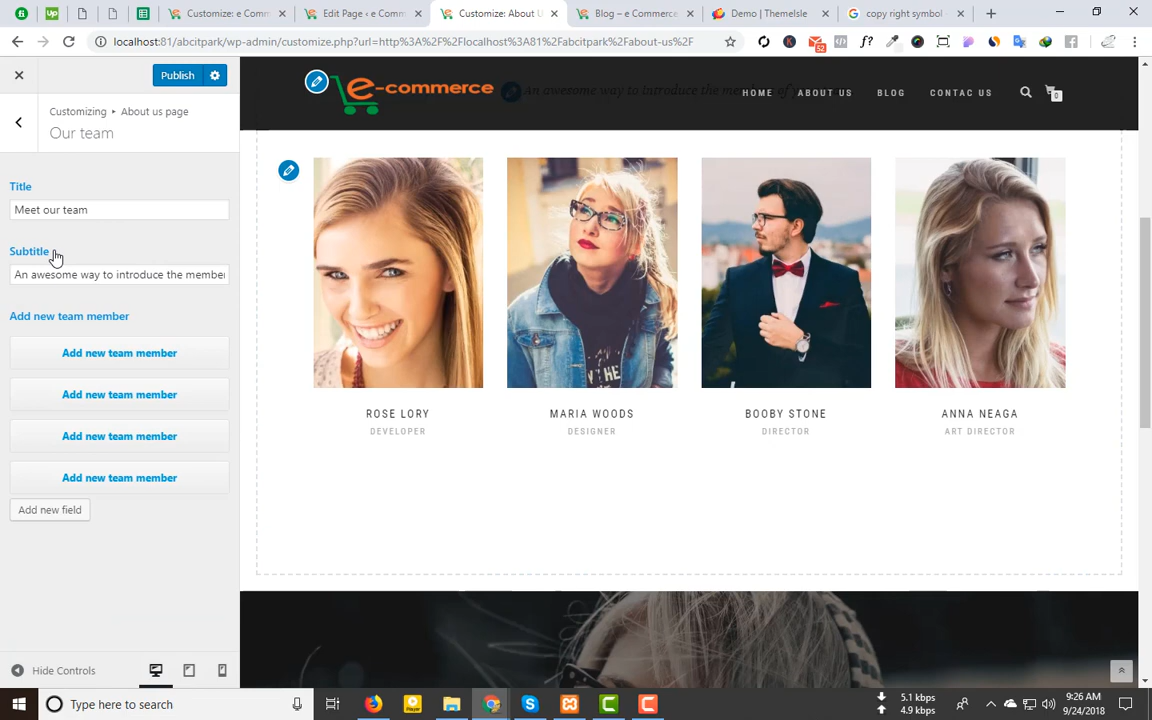 Customize: e Comm
Edit Page ‹ e Comm
Customize: About U
Blog – e Commerce
Demo | ThemeIsle
copy right symbol
localhost:81/abcitpark/wp-admin/customize.php?url=http%3A%2F%2Flocalhost%3A81%2Fabcitpark%2Fabout-us%2F
52
Publish
Customizing ▸ About us page
Our team
Title
Meet our team
Subtitle
An awesome way to introduce the member
Add new team member
Add new team member
Add new team member
Add new team member
Add new team member
Add new field
Hide Controls
e-commerce
An awesome way to introduce the members of
HOME
ABOUT US
BLOG
CONTAC US
0
ROSE LORY
DEVELOPER
MARIA WOODS
DESIGNER
BOOBY STONE
DIRECTOR
ANNA NEAGA
ART DIRECTOR
Type here to search
5.1 kbps
4.9 kbps
9:26 AM
9/24/2018